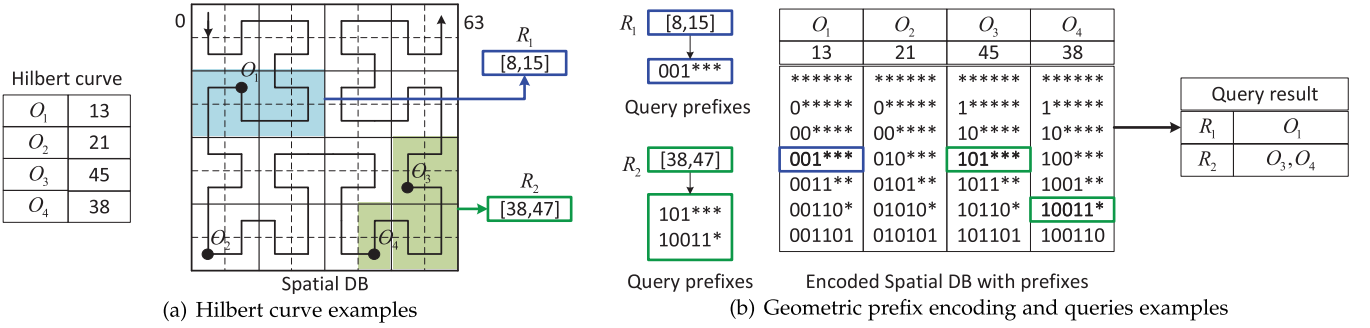 Hilbert curve
O1 13
O2 21
O3 45
O4 38
0
63
O1
O2
O3
O4
R1
[8,15]
R2
[38,47]
Spatial DB
(a) Hilbert curve examples
R1 [8,15]
001***
Query prefixes
R2 [38,47]
101***
10011*
Query prefixes
O1 O2 O3 O4
13 21 45 38
****** ****** ****** ******
0***** 0***** 1***** 1*****
00**** 00**** 10**** 10****
001*** 010*** 101*** 100***
0011** 0101** 1011** 1001**
00110* 01010* 10110* 10011*
001101 010101 101101 100110
Encoded Spatial DB with prefixes
Query result
R1 O1
R2 O3,O4
(b) Geometric prefix encoding and queries examples